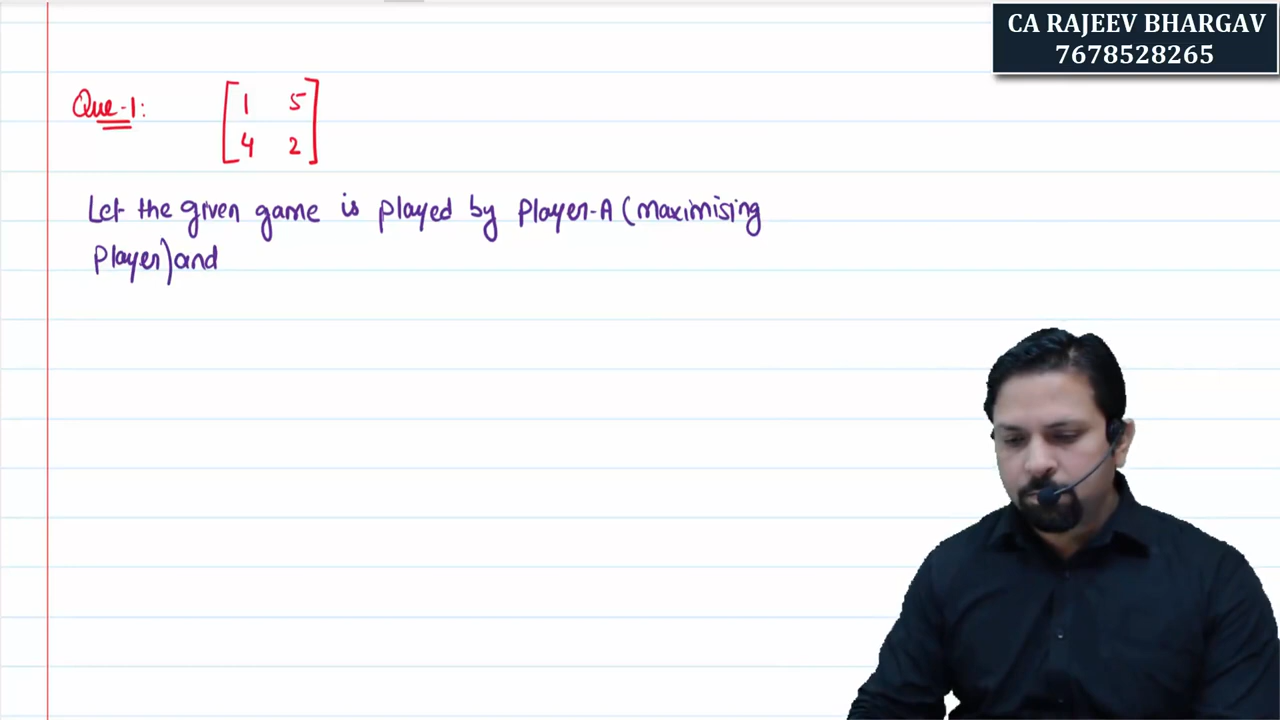 CA RAJEEV BHARGAV
7678528265
Que-1: [1 5
4 2]
Let the given game is played by Player-A (maximising
Player) and